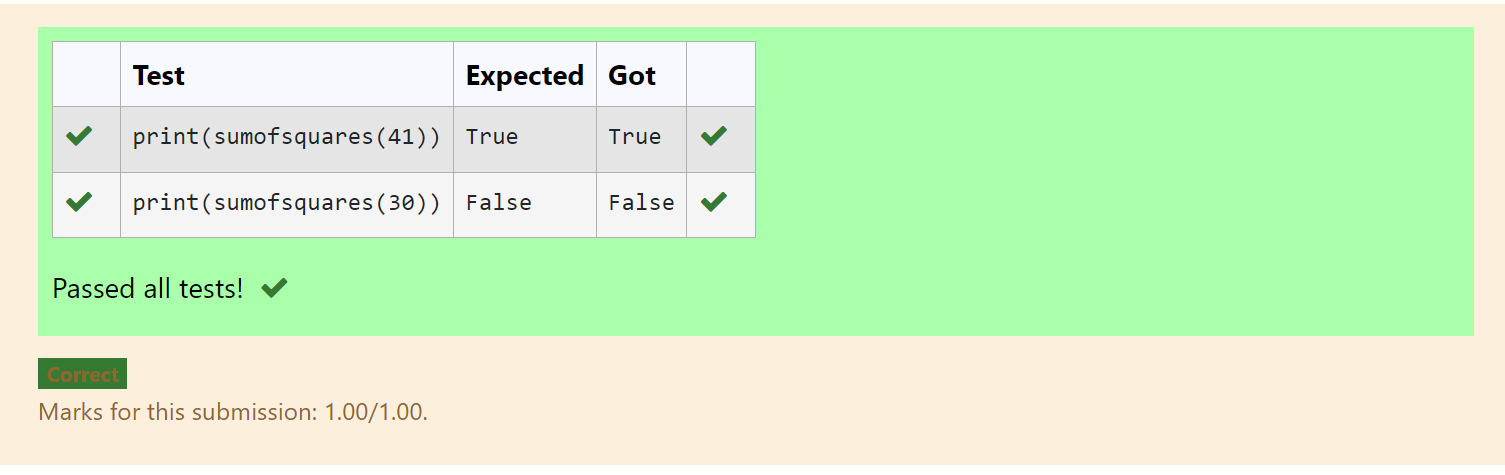 Test Expected Got
print(sumofsquares(41)) True True
print(sumofsquares(30)) False False
Passed all tests!
Correct
Marks for this submission: 1.00/1.00.